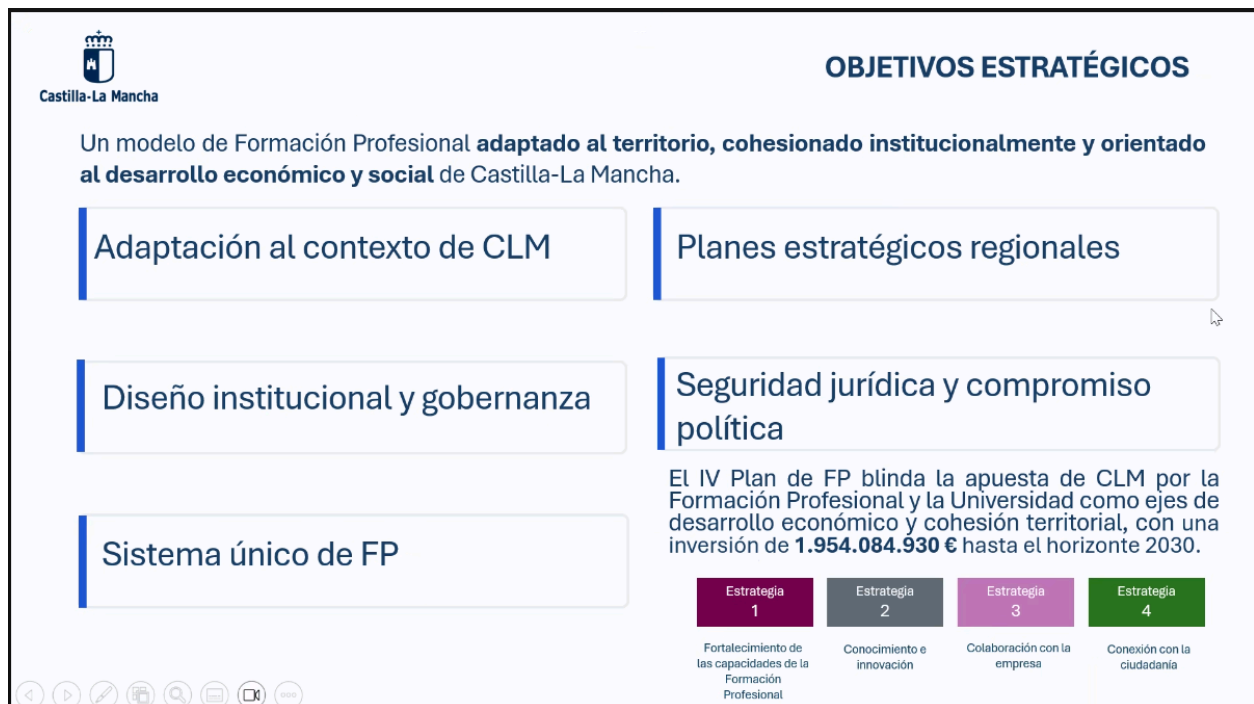 Castilla-La Mancha
OBJETIVOS ESTRATÉGICOS
Un modelo de Formación Profesional adaptado al territorio, cohesionado institucionalmente y orientado
al desarrollo económico y social de Castilla-La Mancha.
Adaptación al contexto de CLM
Planes estratégicos regionales
Diseño institucional y gobernanza
Seguridad jurídica y compromiso
política
Sistema único de FP
El IV Plan de FP blinda la apuesta de CLM por la
Formación Profesional y la Universidad como ejes de
desarrollo económico y cohesión territorial, con una
inversión de 1.954.084.930 € hasta el horizonte 2030.
Estrategia
1
Fortalecimiento de
las capacidades de la
Formación
Profesional
Estrategia
2
Conocimiento e
innovación
Estrategia
3
Colaboración con la
empresa
Estrategia
4
Conexión con la
ciudadanía